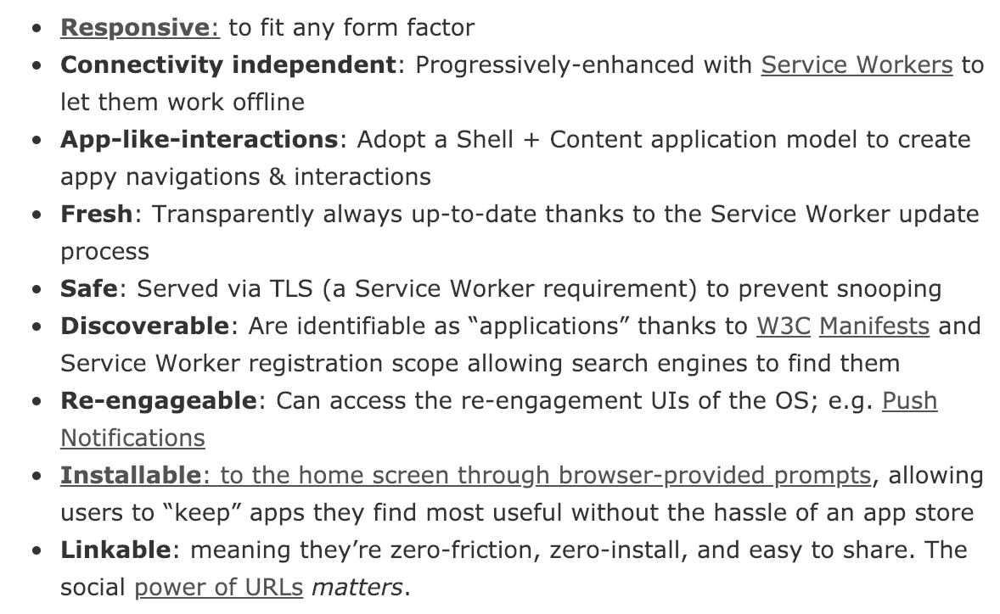 • Responsive: to fit any form factor
• Connectivity independent: Progressively-enhanced with Service Workers to
let them work offline
• App-like-interactions: Adopt a Shell + Content application model to create
appy navigations & interactions
• Fresh: Transparently always up-to-date thanks to the Service Worker update
process
• Safe: Served via TLS (a Service Worker requirement) to prevent snooping
• Discoverable: Are identifiable as “applications” thanks to W3C Manifests and
Service Worker registration scope allowing search engines to find them
• Re-engageable: Can access the re-engagement UIs of the OS; e.g. Push
Notifications
• Installable: to the home screen through browser-provided prompts, allowing
users to “keep” apps they find most useful without the hassle of an app store
• Linkable: meaning they’re zero-friction, zero-install, and easy to share. The
social power of URLs matters.